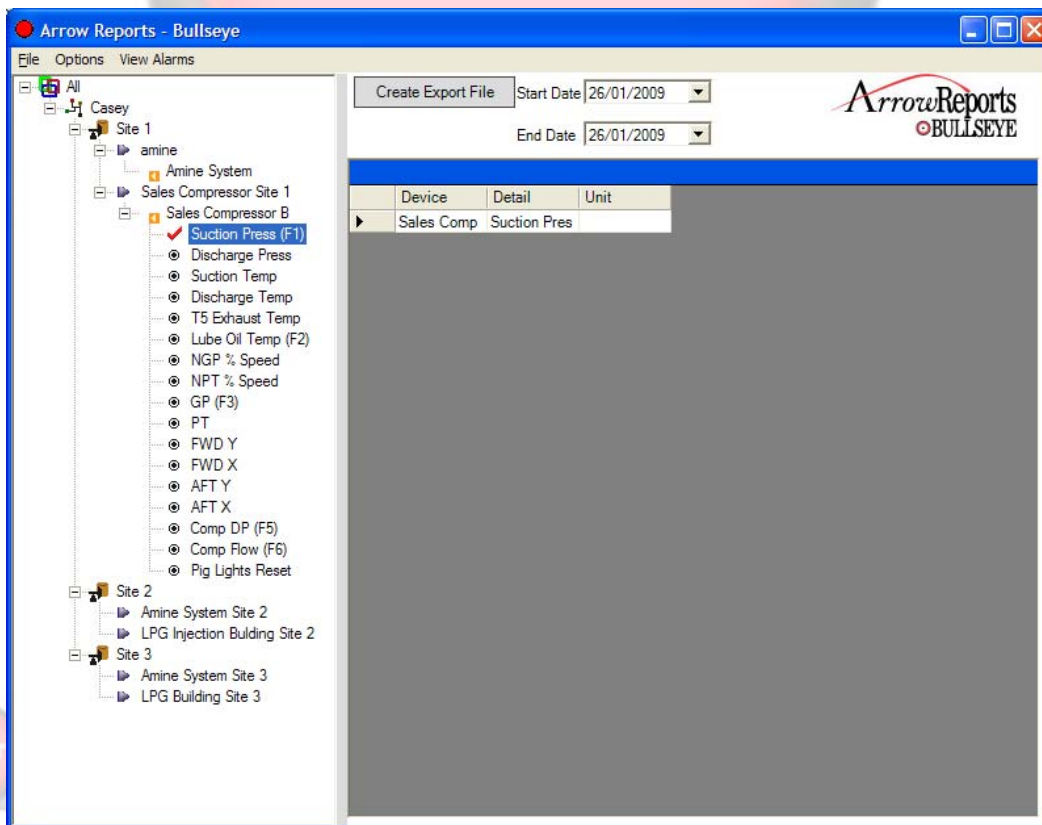 Arrow Reports - Bullseye
File Options View Alarms
All
Casey
Site 1
amine
Amine System
Sales Compressor Site 1
Sales Compressor B
Suction Press (F1)
Discharge Press
Suction Temp
Discharge Temp
T5 Exhaust Temp
Lube Oil Temp (F2)
NGP % Speed
NPT % Speed
GP (F3)
PT
FWD Y
FWD X
AFT Y
AFT X
Comp DP (F5)
Comp Flow (F6)
Pig Lights Reset
Site 2
Amine System Site 2
LPG Injection Bulding Site 2
Site 3
Amine System Site 3
LPG Building Site 3
Create Export File Start Date 26/01/2009
End Date 26/01/2009
ArrowReports
BULLSEYE
Device Detail Unit
Sales Comp Suction Pres